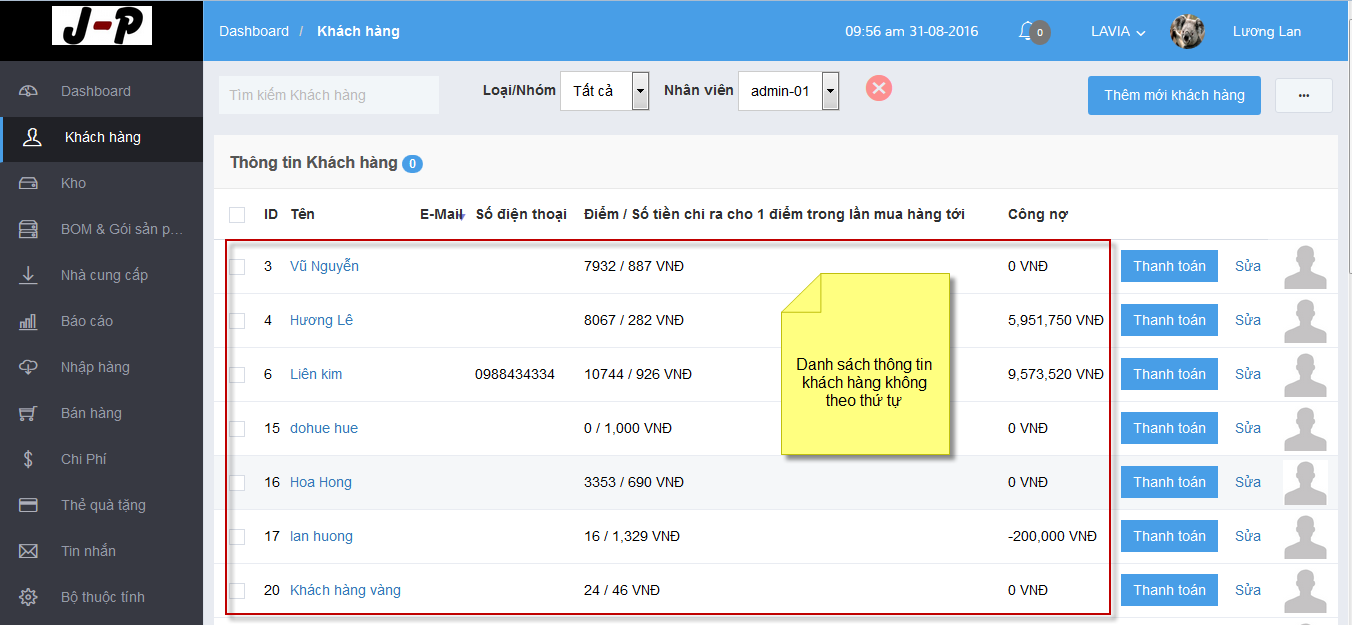 J-P
Dashboard / Khách hàng
09:56 am 31-08-2016
0
LAVIA
Lương Lan
Dashboard
Khách hàng
Kho
BOM & Gói sản p...
Nhà cung cấp
Báo cáo
Nhập hàng
Bán hàng
Chi Phí
Thẻ quà tặng
Tin nhắn
Bộ thuộc tính
Tìm kiếm Khách hàng
Loại/Nhóm Tất cả Nhân viên admin-01
Thêm mới khách hàng ...
Thông tin Khách hàng 0
ID Tên E-Mail Số điện thoại Điểm / Số tiền chi ra cho 1 điểm trong lần mua hàng tới Công nợ
3 Vũ Nguyễn 7932 / 887 VNĐ 0 VNĐ Thanh toán Sửa
4 Hương Lê 8067 / 282 VNĐ 5,951,750 VNĐ Thanh toán Sửa
6 Liên kim 0988434334 10744 / 926 VNĐ 9,573,520 VNĐ Thanh toán Sửa
15 dohue hue 0 / 1,000 VNĐ 0 VNĐ Thanh toán Sửa
16 Hoa Hong 3353 / 690 VNĐ 0 VNĐ Thanh toán Sửa
17 lan huong 16 / 1,329 VNĐ -200,000 VNĐ Thanh toán Sửa
20 Khách hàng vàng 24 / 46 VNĐ 0 VNĐ Thanh toán Sửa
Danh sách thông tin
khách hàng không
theo thứ tự